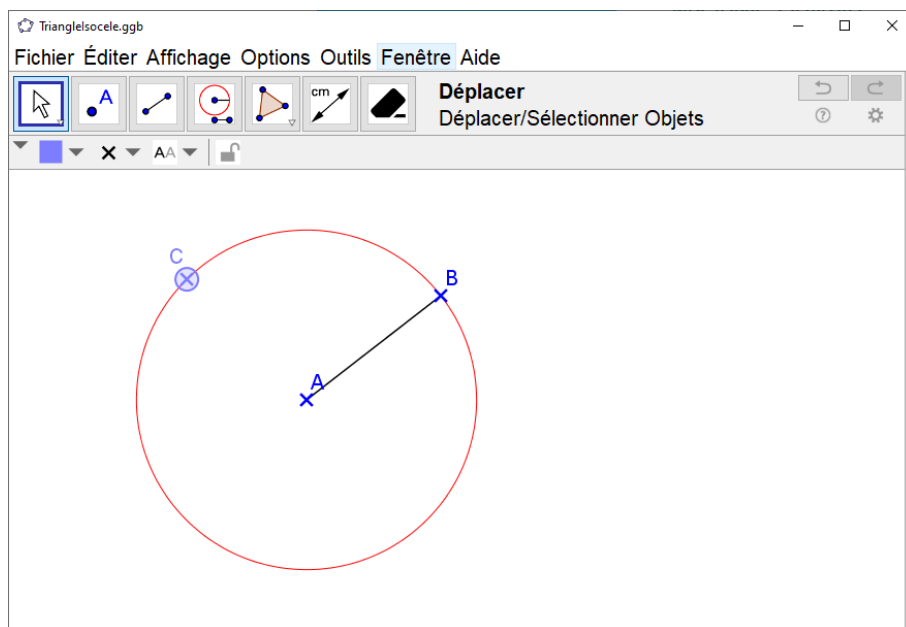 TriangleIsocele.ggb
Fichier Éditer Affichage Options Outils Fenêtre Aide
A
cm
Déplacer
Déplacer/Sélectionner Objets
AA
C
B
A